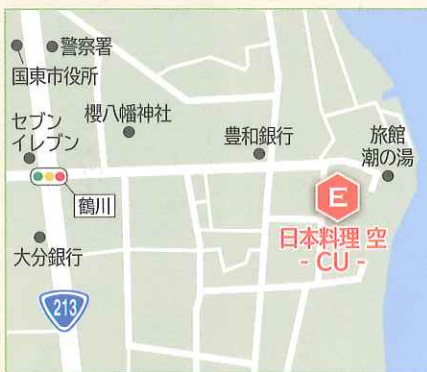 警察署
国東市役所
セブン
イレブン
櫻八幡神社
豊和銀行
旅館
潮の湯
鶴川
E
大分銀行
日本料理 空
- CU -
213